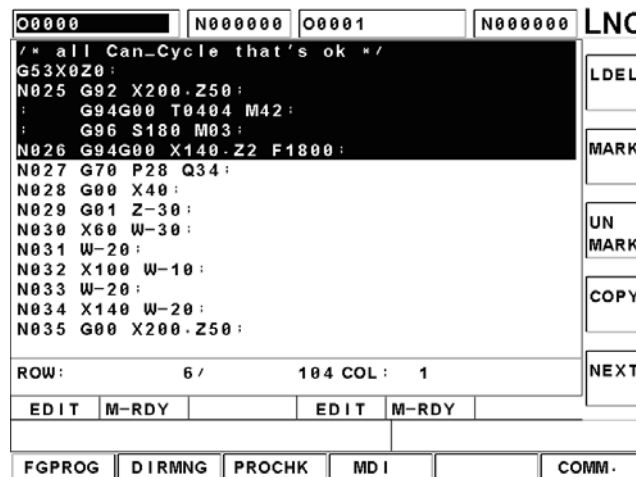 O0000 N000000 O0001 N000000 LNC
/* all Can_Cycle that's ok */
G53X0Z0;
N025 G92 X200.Z50;
; G94G00 T0404 M42;
; G96 S180 M03;
N026 G94G00 X140.Z2 F1800;
N027 G70 P28 Q34;
N028 G00 X40;
N029 G01 Z-30;
N030 X60 W-30;
N031 W-20;
N032 X100 W-10;
N033 W-20;
N034 X140 W-20;
N035 G00 X200.Z50;
ROW: 6/ 104 COL: 1
EDIT M-RDY EDIT M-RDY
LDEL
MARK
UN
MARK
COPY
NEXT
FGPROG DIRMNG PROCHK MDI COMM.